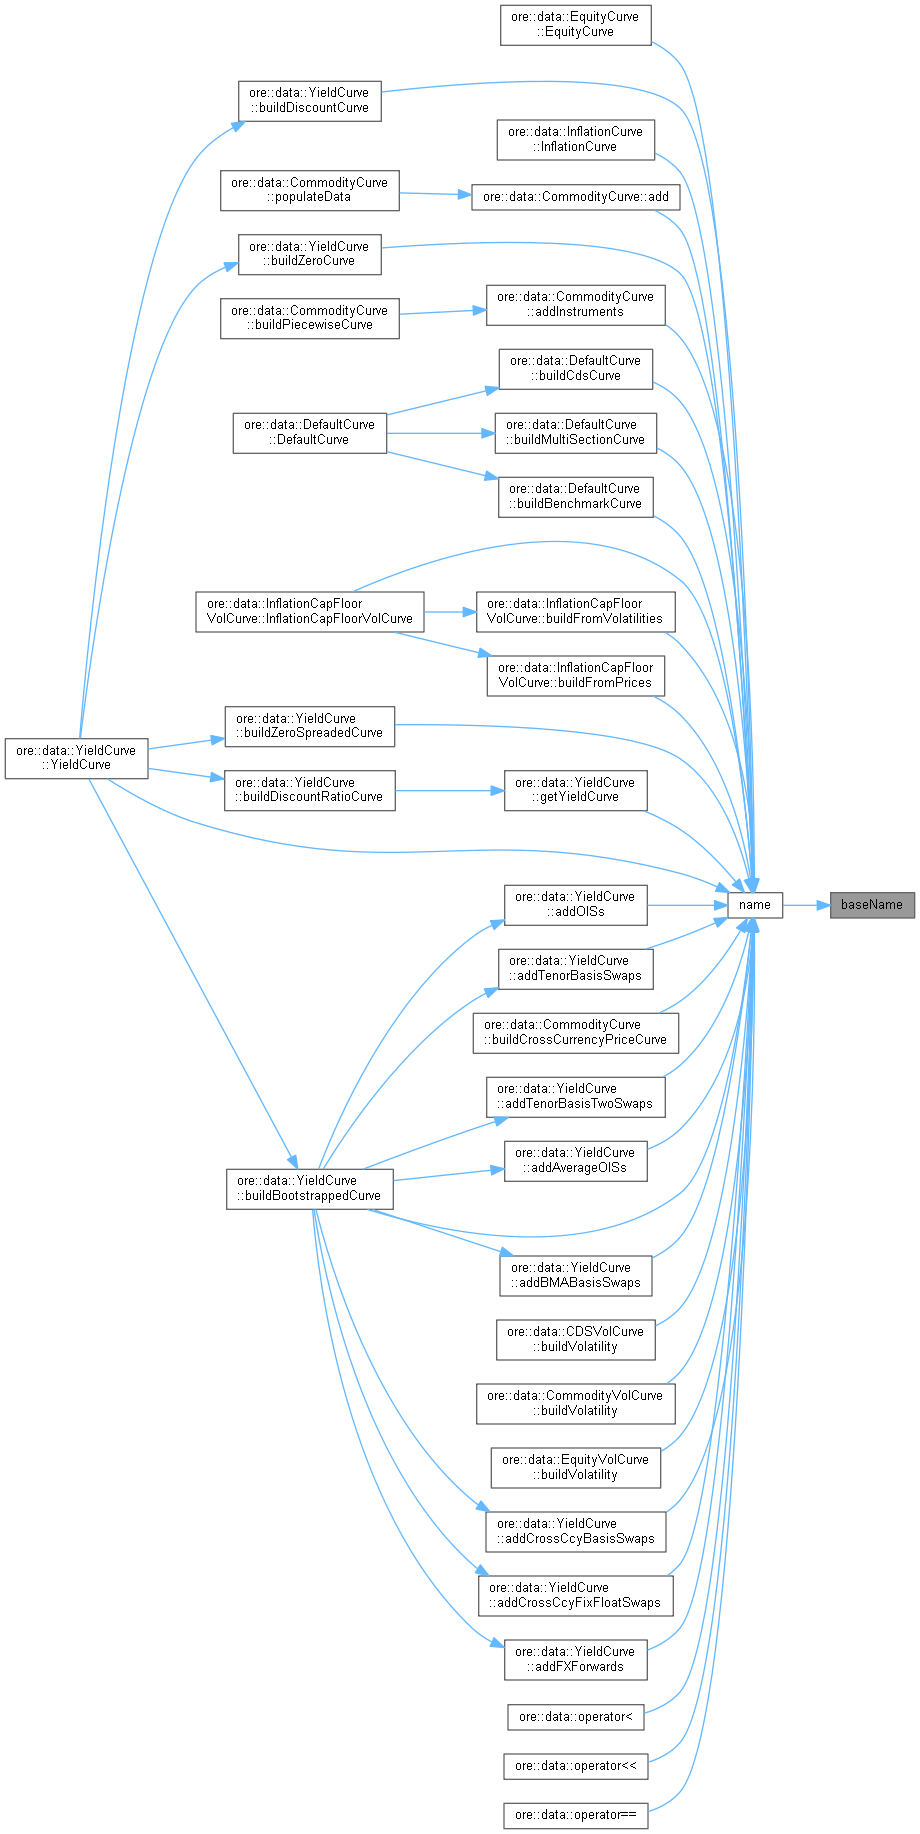 ore::data::EquityCurve
::EquityCurve
ore::data::YieldCurve
::buildDiscountCurve
ore::data::InflationCurve
::InflationCurve
ore::data::CommodityCurve
::populateData
ore::data::CommodityCurve::add
ore::data::YieldCurve
::buildZeroCurve
ore::data::CommodityCurve
::addInstruments
ore::data::CommodityCurve
::buildPiecewiseCurve
ore::data::DefaultCurve
::buildCdsCurve
ore::data::DefaultCurve
::DefaultCurve
ore::data::DefaultCurve
::buildMultiSectionCurve
ore::data::DefaultCurve
::buildBenchmarkCurve
ore::data::InflationCapFloor
VolCurve::InflationCapFloorVolCurve
ore::data::InflationCapFloor
VolCurve::buildFromVolatilities
ore::data::InflationCapFloor
VolCurve::buildFromPrices
ore::data::YieldCurve
::buildZeroSpreadedCurve
ore::data::YieldCurve
::YieldCurve
ore::data::YieldCurve
::buildDiscountRatioCurve
ore::data::YieldCurve
::getYieldCurve
ore::data::YieldCurve
::addOISs
name
baseName
ore::data::YieldCurve
::addTenorBasisSwaps
ore::data::CommodityCurve
::buildCrossCurrencyPriceCurve
ore::data::YieldCurve
::addTenorBasisTwoSwaps
ore::data::YieldCurve
::addAverageOISs
ore::data::YieldCurve
::buildBootstrappedCurve
ore::data::YieldCurve
::addBMABasisSwaps
ore::data::CDSVolCurve
::buildVolatility
ore::data::CommodityVolCurve
::buildVolatility
ore::data::EquityVolCurve
::buildVolatility
ore::data::YieldCurve
::addCrossCcyBasisSwaps
ore::data::YieldCurve
::addCrossCcyFixFloatSwaps
ore::data::YieldCurve
::addFXForwards
ore::data::operator<
ore::data::operator<<
ore::data::operator==